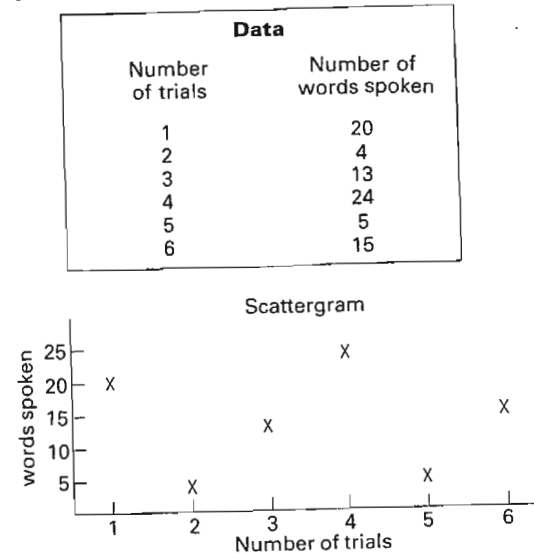 Data
Number of trials Number of words spoken
1 20
2 4
3 13
4 24
5 5
6 15
Scattergram
words spoken
25
20
15
10
5
1 2 3 4 5 6
Number of trials